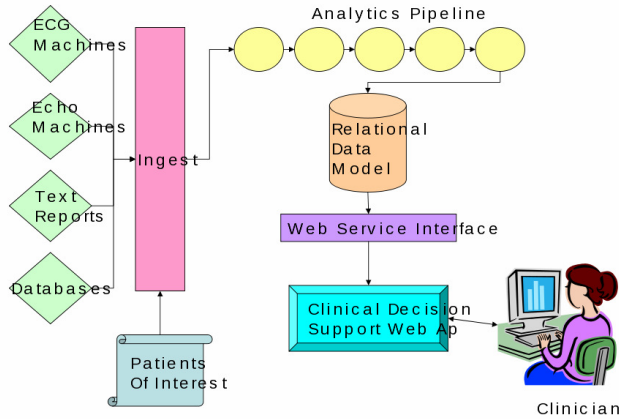 Analytics Pipeline
ECG
Machines
Echo
Machines
Text
Reports
Databases
Ingest
Patients
Of Interest
Relational
Data
Model
Web Service Interface
Clinical Decision
Support Web Ap
Clinician